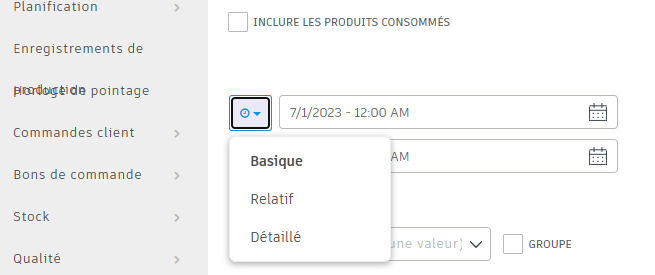 Planification
Enregistrements de
production
Horloge de pointage
Commandes client
Bons de commande
Stock
Qualité
INCLURE LES PRODUITS CONSOMMÉS
7/1/2023 - 12:00 AM
AM
Basique
Relatif
Détaillé
une valeur)
GROUPE